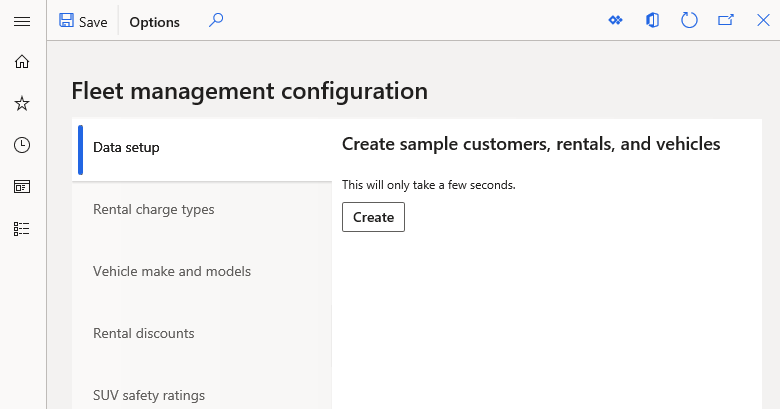 Save
Options
Fleet management configuration
Data setup
Rental charge types
Vehicle make and models
Rental discounts
SUV safety ratings
Create sample customers, rentals, and vehicles
This will only take a few seconds.
Create